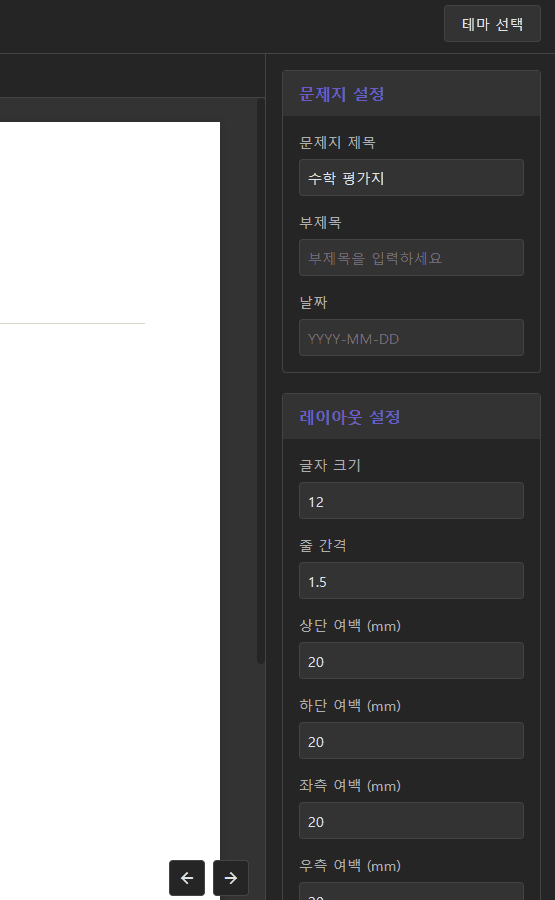 테마 선택
문제지 설정
문제지 제목
수학 평가지
부제목
부제목을 입력하세요
날짜
YYYY-MM-DD
레이아웃 설정
글자 크기
12
줄 간격
1.5
상단 여백 (mm)
20
하단 여백 (mm)
20
좌측 여백 (mm)
20
우측 여백 (mm)
20